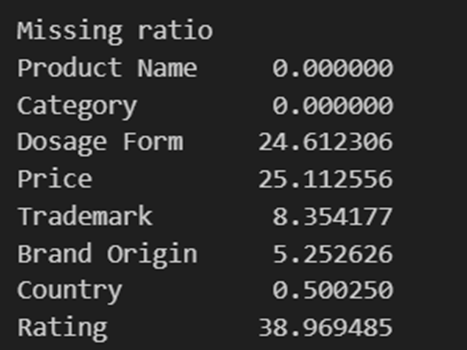 Missing ratio
Product Name 0.000000
Category 0.000000
Dosage Form 24.612306
Price 25.112556
Trademark 8.354177
Brand Origin 5.252626
Country 0.500250
Rating 38.969485